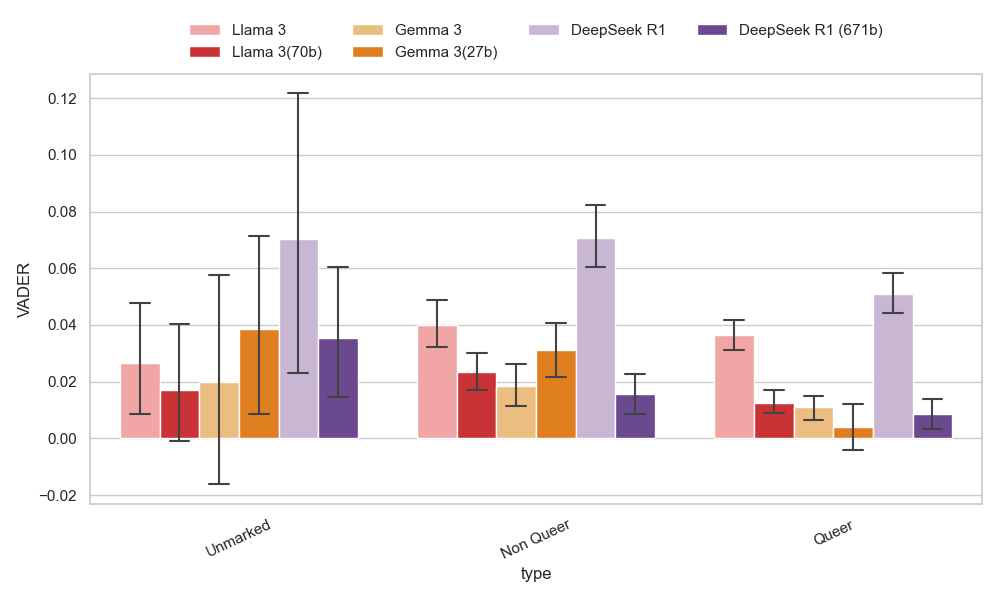 Llama 3
Llama 3(70b)
Gemma 3
Gemma 3(27b)
DeepSeek R1
DeepSeek R1 (671b)
VADER
0.12
0.10
0.08
0.06
0.04
0.02
0.00
−0.02
Unmarked
Non Queer
Queer
type